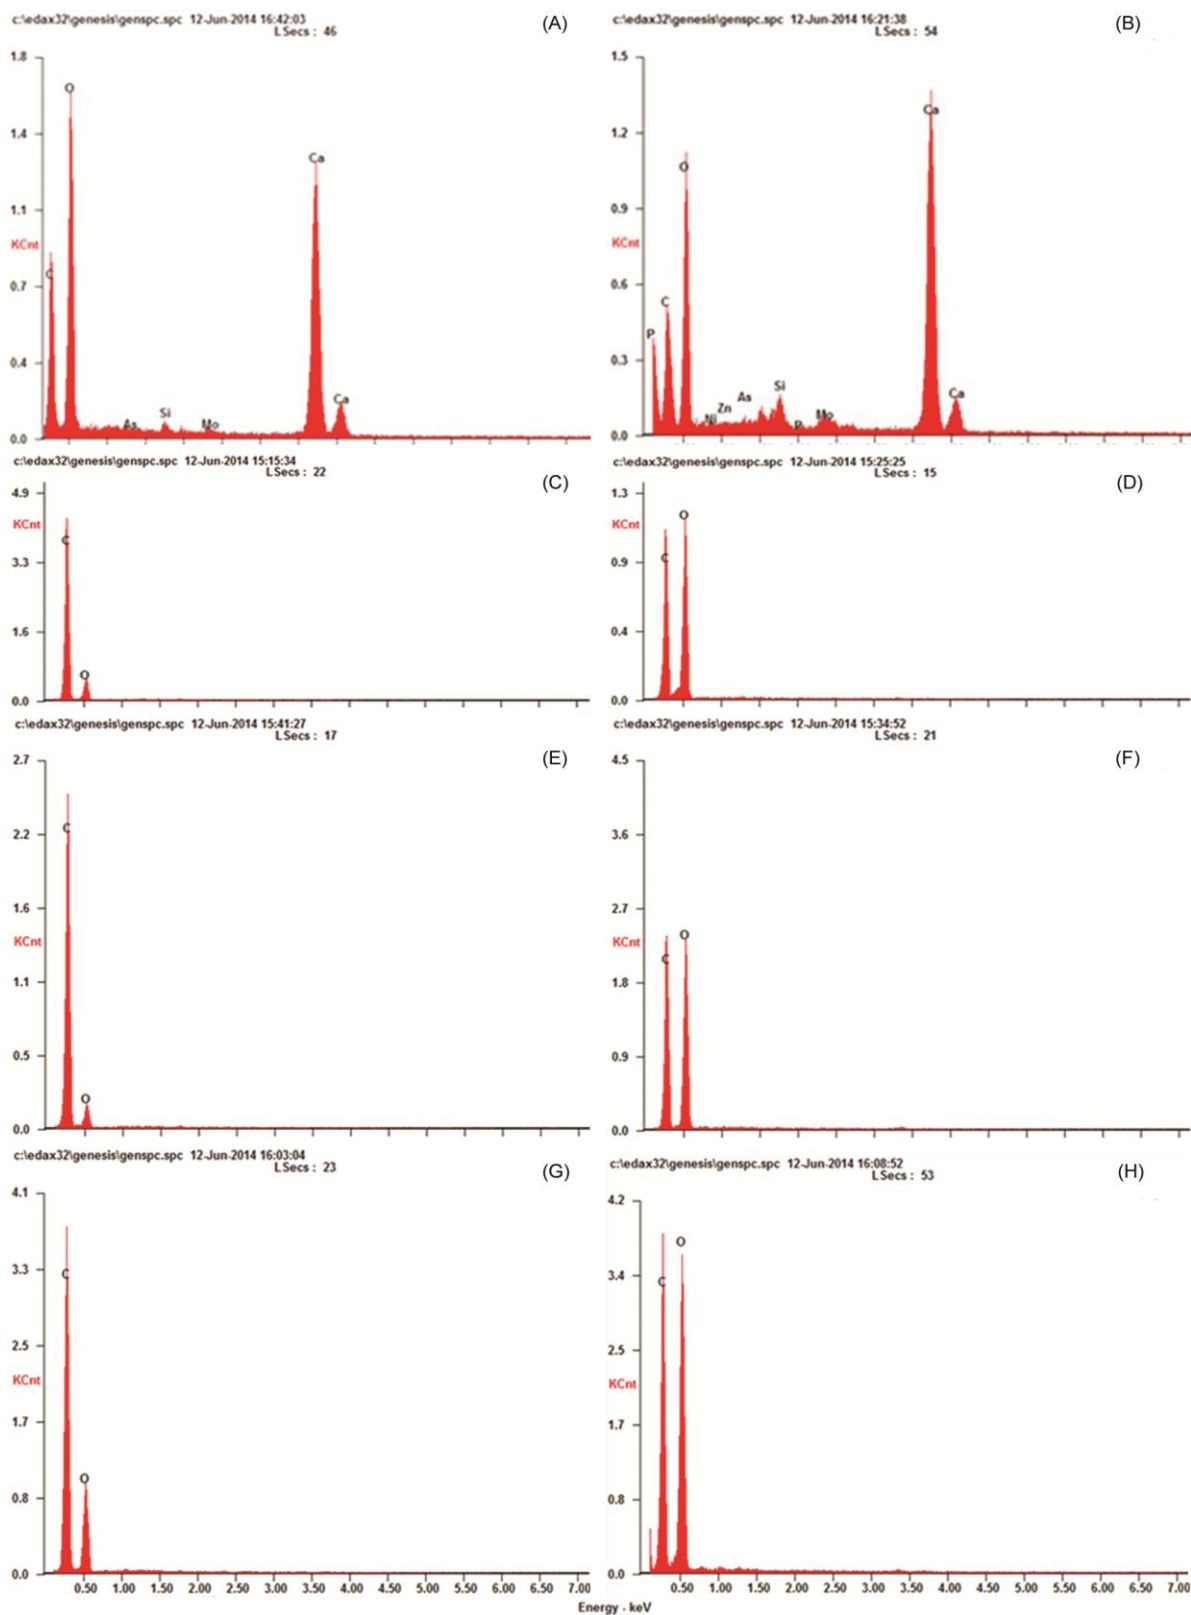 c:\edax32\genesis\genspc.spc 12-Jun-2014 16:42:03
LSecs : 46
(A)
1.8
O
1.4
Ca
1.1
KCnt
C
0.7
0.4
Ca
As
Si
Mo
0.0
c:\edax32\genesis\genspc.spc 12-Jun-2014 16:21:38
LSecs : 54
(B)
1.5
Ca
1.2
O
0.9
KCnt
0.6
C
P
0.3
Ni
Zn
As
Si
P
Mo
Ca
0.0
c:\edax32\genesis\genspc.spc 12-Jun-2014 15:15:34
LSecs : 22
(C)
4.9
KCnt
C
3.3
1.6
O
0.0
c:\edax32\genesis\genspc.spc 12-Jun-2014 15:25:25
LSecs : 15
(D)
1.3
KCnt
O
0.9
C
0.4
0.0
c:\edax32\genesis\genspc.spc 12-Jun-2014 15:41:27
LSecs : 17
(E)
2.7
2.2
C
1.6
KCnt
1.1
0.5
O
0.0
c:\edax32\genesis\genspc.spc 12-Jun-2014 15:34:52
LSecs : 21
(F)
4.5
3.6
2.7
KCnt
O
C
1.8
0.9
0.0
c:\edax32\genesis\genspc.spc 12-Jun-2014 16:03:04
LSecs : 23
(G)
4.1
3.3
C
2.5
KCnt
1.7
O
0.8
0.0
0.50 1.00 1.50 2.00 2.50 3.00 3.50 4.00 4.50 5.00 5.50 6.00 6.50 7.00
c:\edax32\genesis\genspc.spc 12-Jun-2014 16:08:52
LSecs : 53
(H)
4.2
O
3.4
C
2.5
KCnt
1.7
0.8
0.0
0.50 1.00 1.50 2.00 2.50 3.00 3.50 4.00 4.50 5.00 5.50 6.00 6.50 7.00
Energy - keV